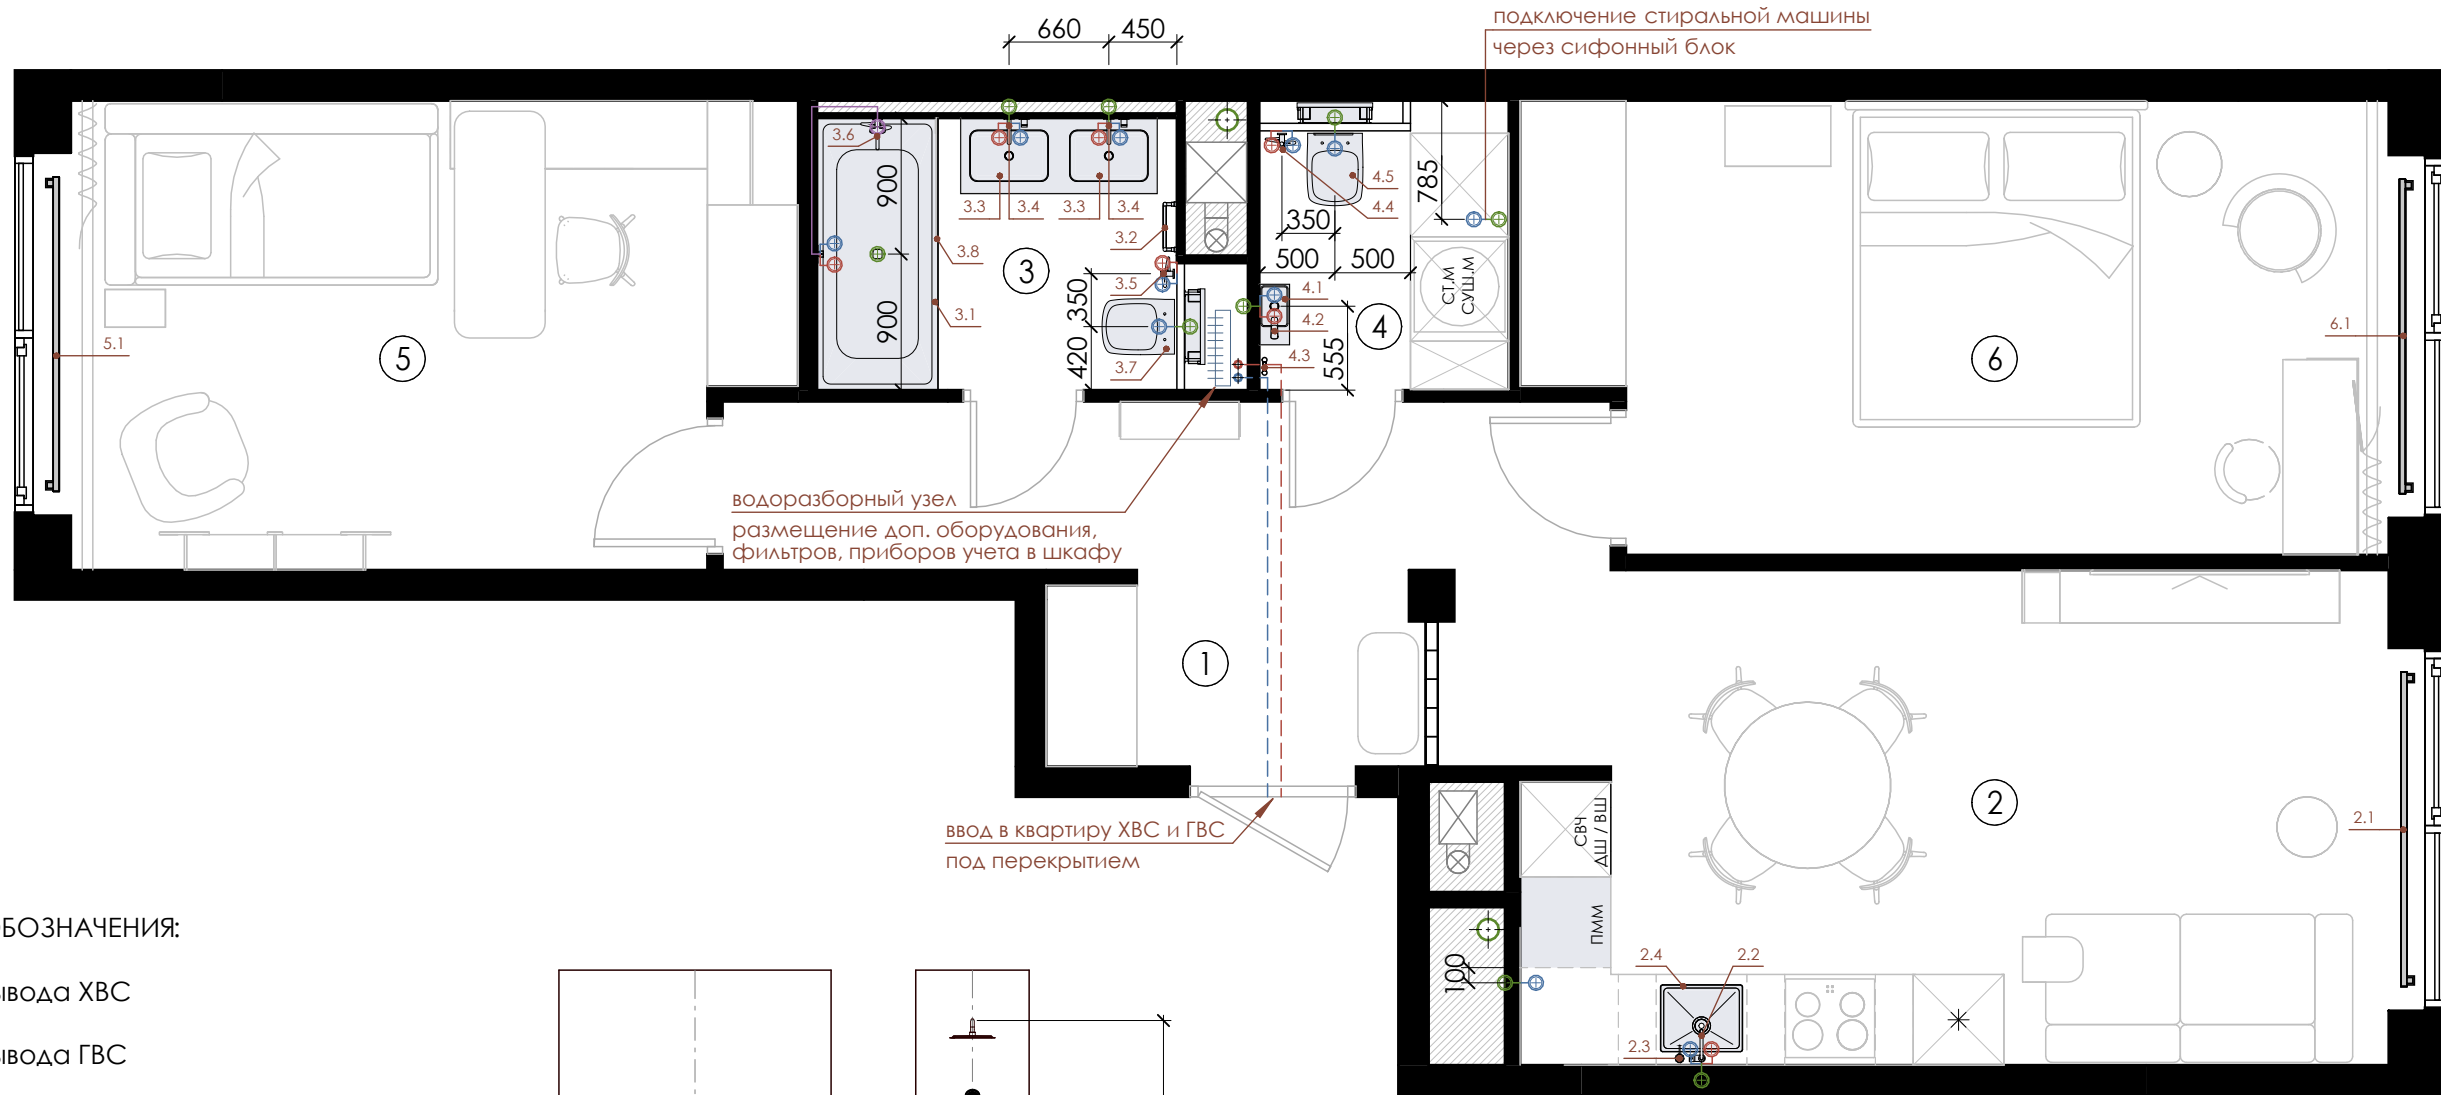 660
450
подключение стиральной машины
через сифонный блок
3.6
900
3.3
3.4
3.3
3.4
3.2
3.8
3
3.5
350
3.1
900
420
3.7
4.5
4.4
785
350
500
500
4.1
4.2
4.3
4
555
СТ.М
СУШ.М
5.1
5
6.1
6
водоразборный узел
размещение доп. оборудования,
фильтров, приборов учета в шкафу
1
ввод в квартиру ХВС и ГВС
под перекрытием
СВЧ
ДШ / ВШ
ПММ
100
2
2.1
2.4
2.2
2.3
БОЗНАЧЕНИЯ:
ывода ХВС
ывода ГВС